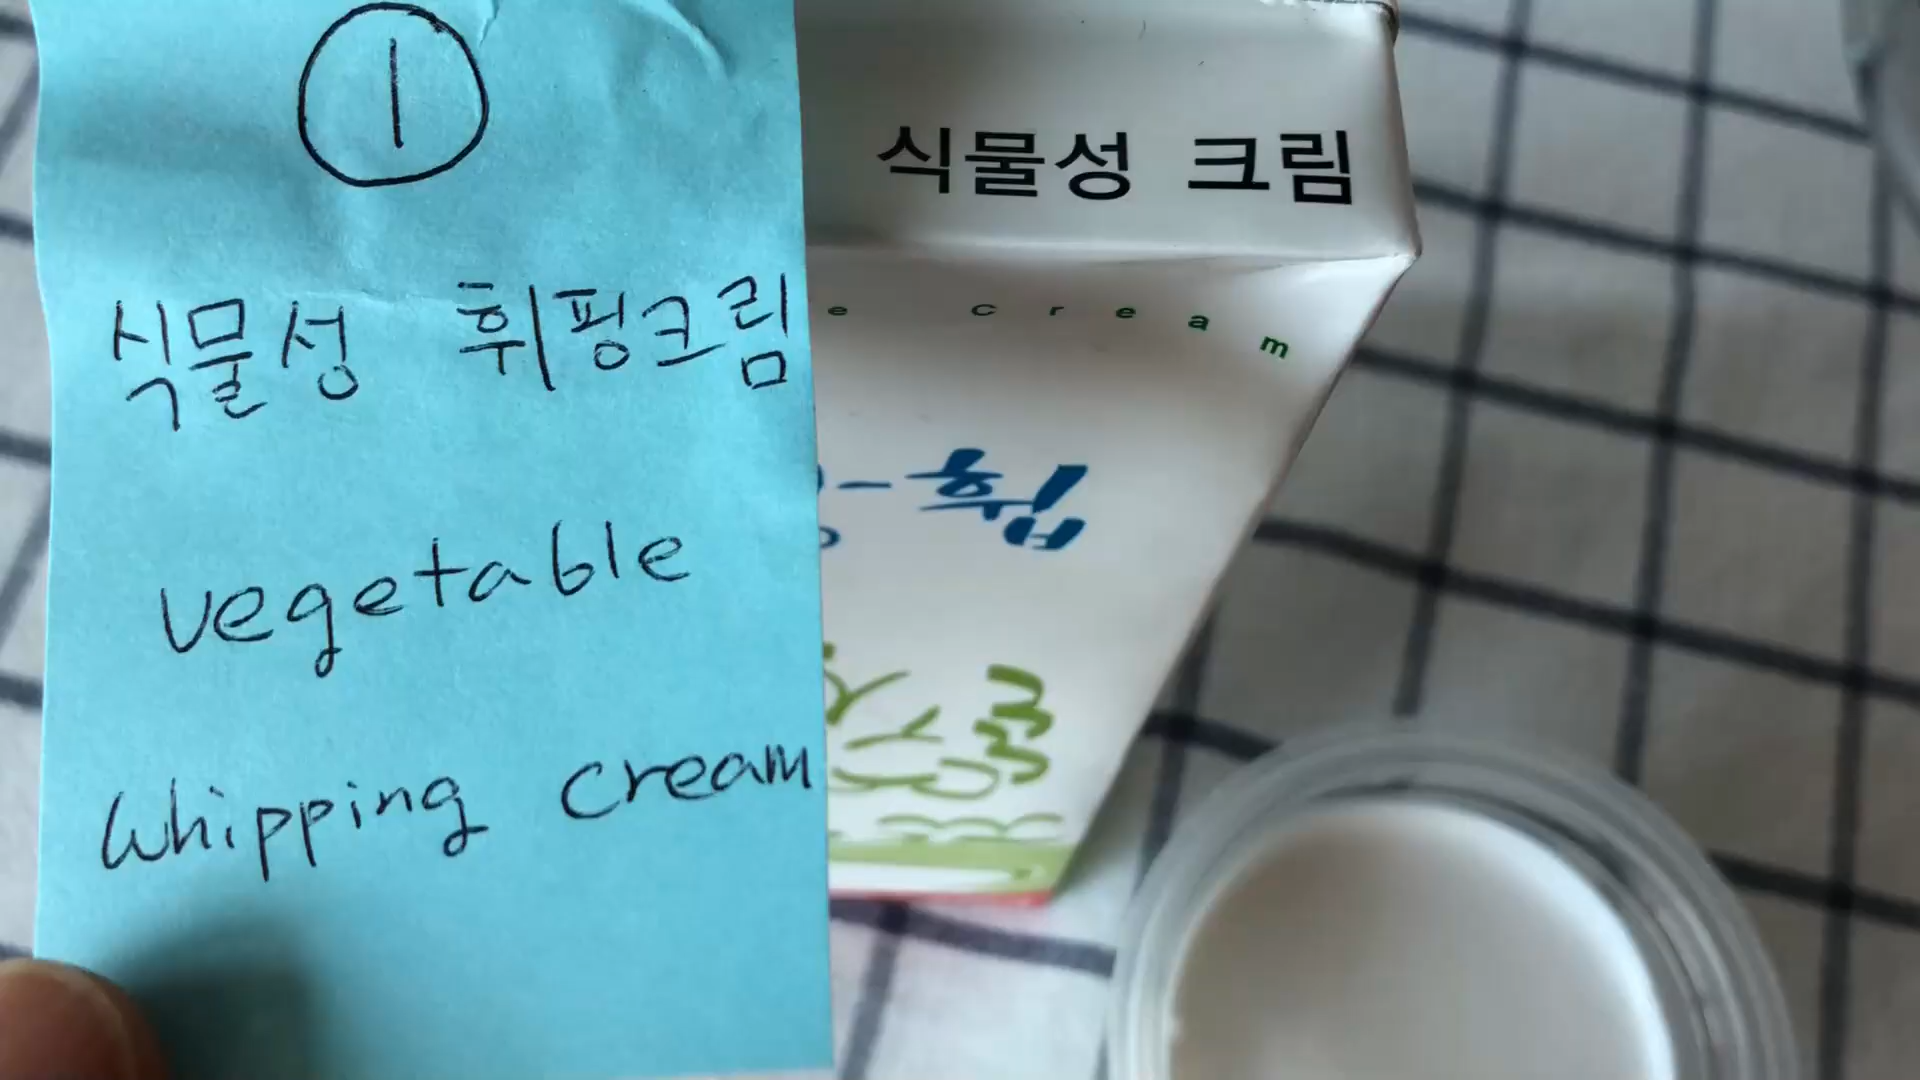 ①
식물성 휘핑크림
vegetable
whipping cream
식물성 크림
e cream